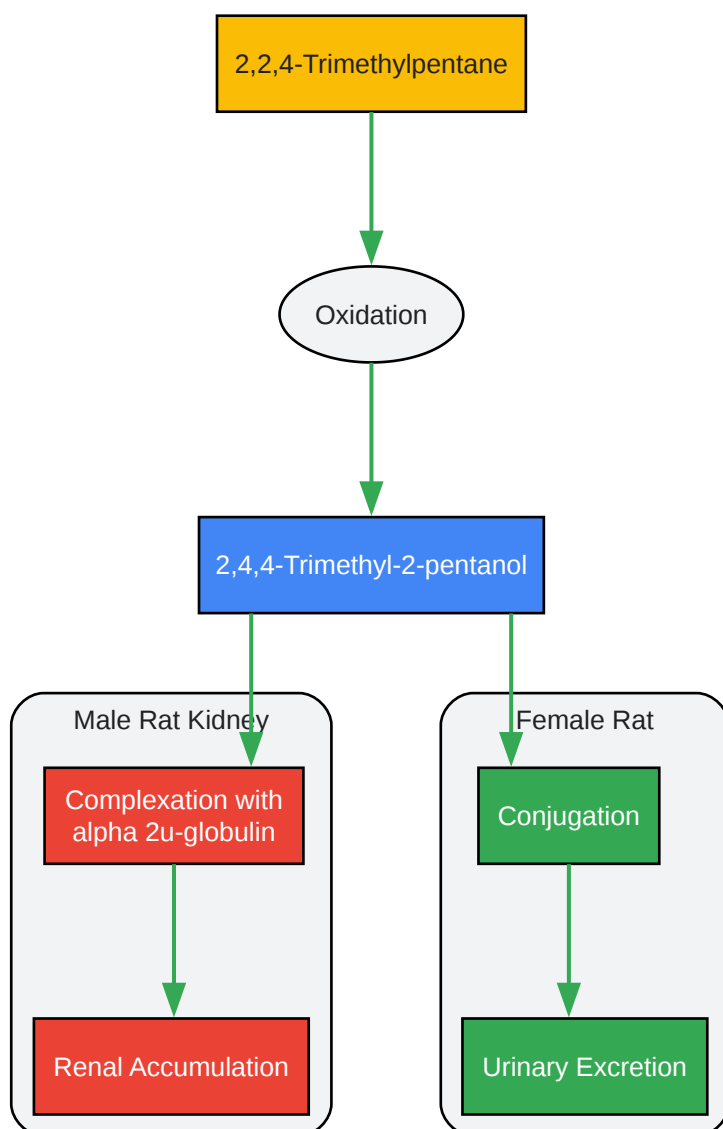 2,2,4-Trimethylpentane
Oxidation
2,4,4-Trimethyl-2-pentanol
Male Rat Kidney
Complexation with
alpha 2u-globulin
Renal Accumulation
Female Rat
Conjugation
Urinary Excretion